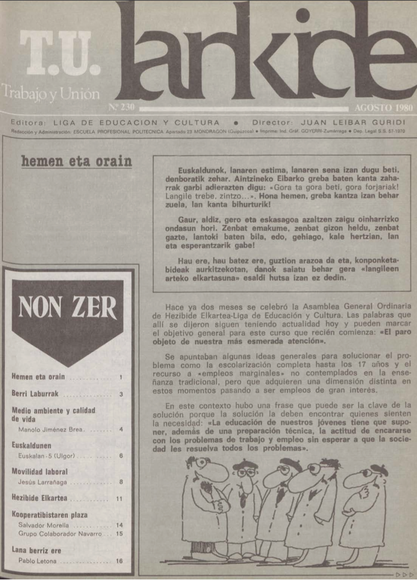 T.U. lankide
Trabajo y Unión
Nº 230
AGOSTO 1980
Editora: LIGA DE EDUCACION Y CULTURA • Director: JUAN LEIBAR GURIDI
Redacción y Administración: ESCUELA PROFESIONAL POLITECNICA Apartado
hemen eta orain
Euskaldunok, lanaren estima, lanaren sena izan dugu beti,
denboratik zehar. Aintzineko Eibarko greba baten kanta zaha-
rrak garbi adierazten digu: «Gora ta gora beti, gora forjariak!
Langile trebe, zintzo...». Hona hemen, greba kantza izan behar
zuela, lan kanta bihurturik!
Gaur, aldiz, gero eta eskasagoa azaltzen zaigu oinharrizko
ondasun hori. Zenbat emakume, zenbat gizon heldu, zenbat
gazte, lantoki baten bila, edo, gehiago, kale hertzian, lan
eta esperantzarik gabe!
Hau ere, hau batez ere, guztion arazoa da eta, konponketa-
bideak aurkitzekotan, danok saiatu behar gera «langileen
arteko elkartasuna» esaldi hutsa izan ez dedin.
NON ZER
Hemen eta orain 1
Berri Laburrak 3
Medio ambiente y calidad
de vida
Manolo Jiménez Bres. 4
Euskaldunen
Euskalan-5 (Ulgor) 6
Movilidad laboral
Jesús Larrañaga 8
Hezibide Elkartea 11
Kooperatibistaren plaza
Salvador Morella 14
Grupo Colaborador Navarro 15
Lana berriz ere
Pablo Letona 16
Hace ya dos meses se celebró la Asamblea General Ordinaria
de Hezibide Elkartea-Liga de Educación y Cultura. Las palabras que
allí se dijeron siguen teniendo actualidad hoy y pueden marcar
el objetivo general para este curso que recién comienza: «El paro
objeto de nuestra más esmerada atención».
Se apuntaban algunas ideas generales para solucionar el pro-
blema como la escolarización completa hasta los 17 años y el
recurso a «empleos marginales» no contemplados en la ense-
ñanza tradicional, pero que adquieren una dimensión distinta en
estos momentos pasando a ser empleos de gran interés.
En este contexto hubo una frase que puede ser la clave de la
solución porque la solución la deben encontrar quienes sienten
la necesidad: «La educación de nuestros jóvenes tiene que supo-
ner, además de una preparación técnica, la actitud de encararse
con los problemas de trabajo y empleo sin esperar a que la socie-
dad les resuelva todos los problemas».